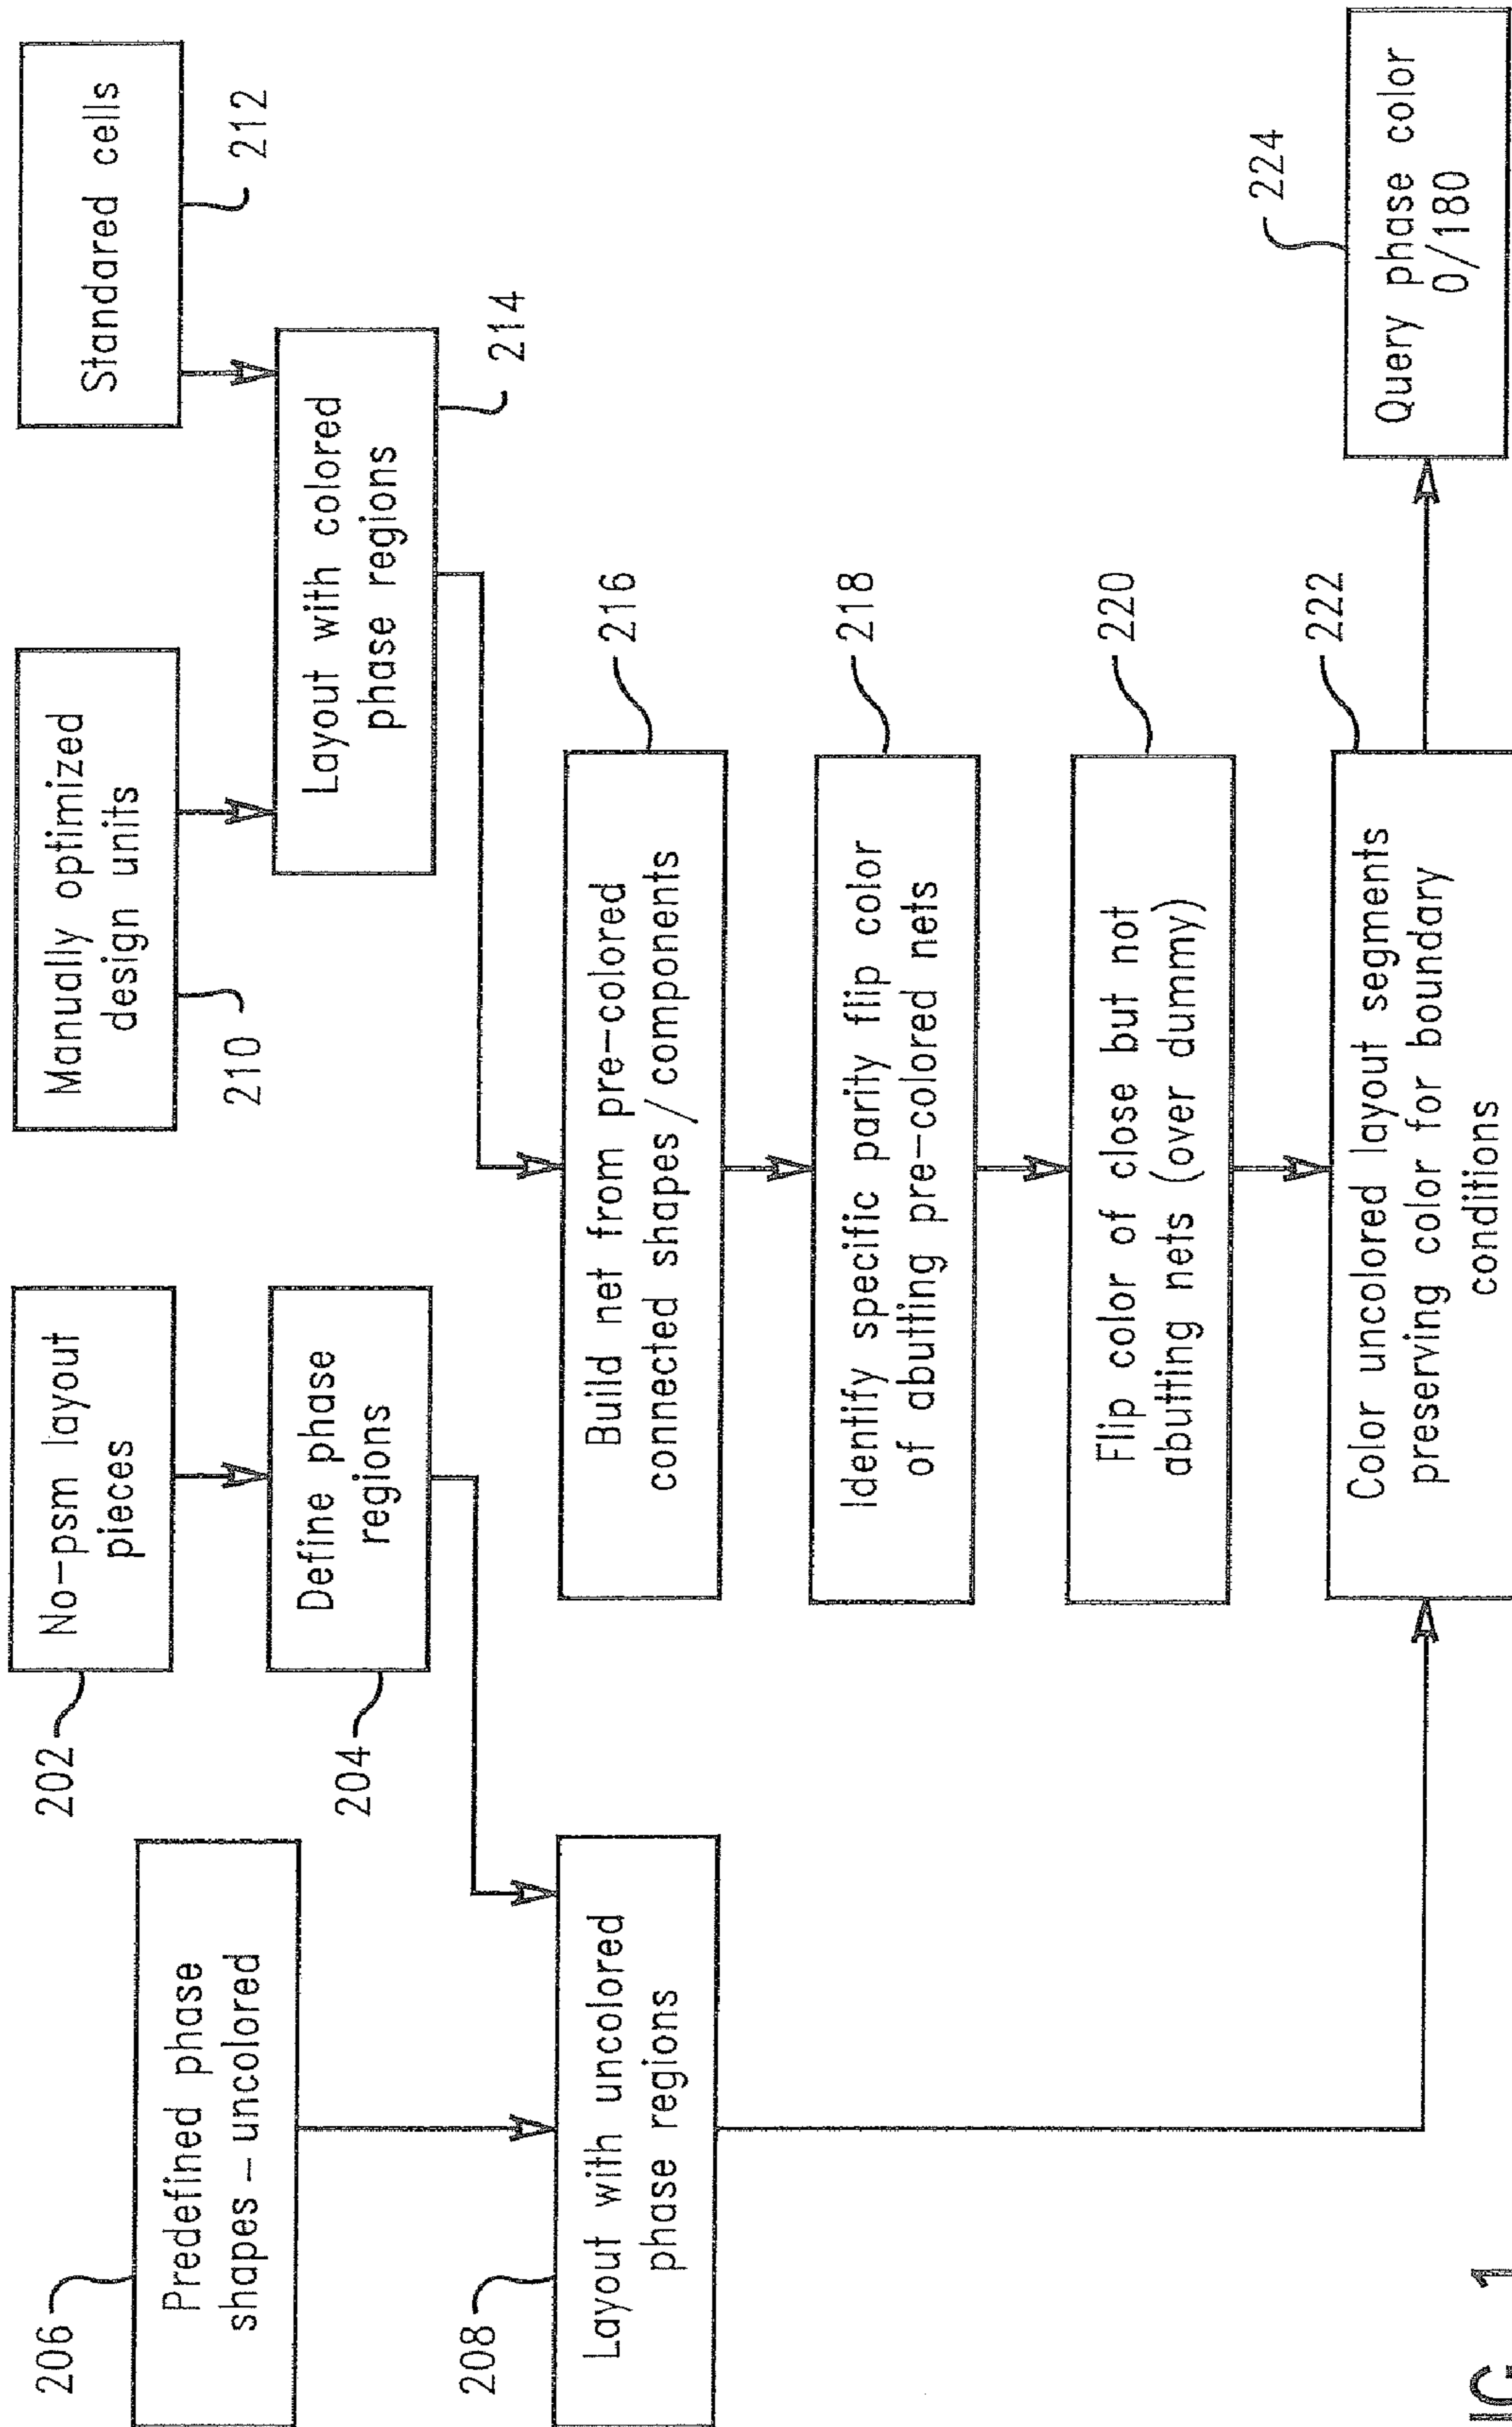 206
Predefined phase
shapes – uncolored
202
No–psm layout
pieces
204
Define phase
regions
208
Layout with uncolored
phase regions
Manually optimized
design units
210
Standared cells
212
Layout with colored
phase regions
214
Build net from pre–colored
connected shapes/components
216
Identify specific parity flip color
of abutting pre–colored nets
218
Flip color of close but not
abutting nets (over dummy)
220
Color uncolored layout segments
preserving color for boundary
conditions
222
Query phase color
0/180
224
IG. 1